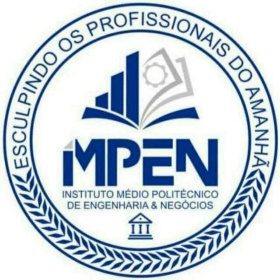 ESCULPINDO OS PROFISSIONAIS DO AMANHÃ
IMPEN
INSTITUTO MÉDIO POLITÉCNICO
DE ENGENHARIA & NEGÓCIOS